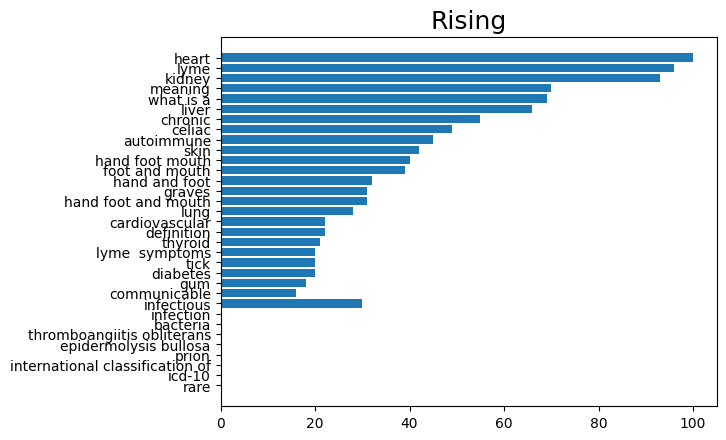 Rising
heart
lyme
kidney
meaning
what is a
liver
chronic
celiac
autoimmune
skin
hand foot mouth
foot and mouth
hand and foot
graves
hand foot and mouth
lung
cardiovascular
definition
thyroid
lyme  symptoms
tick
diabetes
gum
communicable
infectious
infection
bacteria
thromboangiitis obliterans
epidermolysis bullosa
prion
international classification of
icd-10
rare
0 20 40 60 80 100